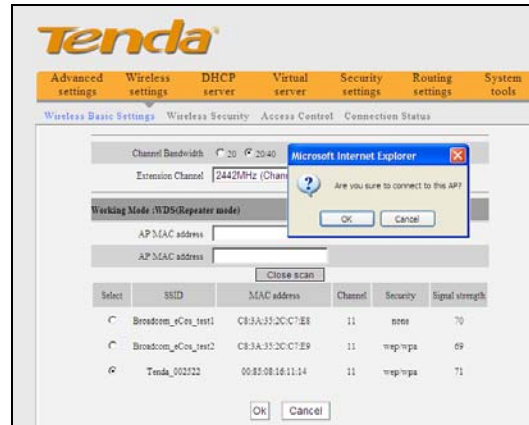 Tenda
Advanced settings Wireless settings DHCP server Virtual server Security settings Routing settings System tools
Wireless Basic Settings Wireless Security Access Control Connection Status
Channel Bandwidth 20 20/40
Extension Channel 2442MHz (Chann
Microsoft Internet Explorer
Are you sure to connect to this AP?
OK Cancel
Working Mode :WDS(Repeater mode)
AP MAC address
AP MAC address
Close scan
Select SSID MAC address Channel Security Signal strength
Broadcom_eCos_test1 C8:3A:35:2C:C7:E8 11 none 70
Broadcom_eCos_test2 C8:3A:35:2C:C7:E9 11 wep/wpa 69
Tenda_002522 00:85:08:16:11:14 11 wep/wpa 71
Ok Cancel